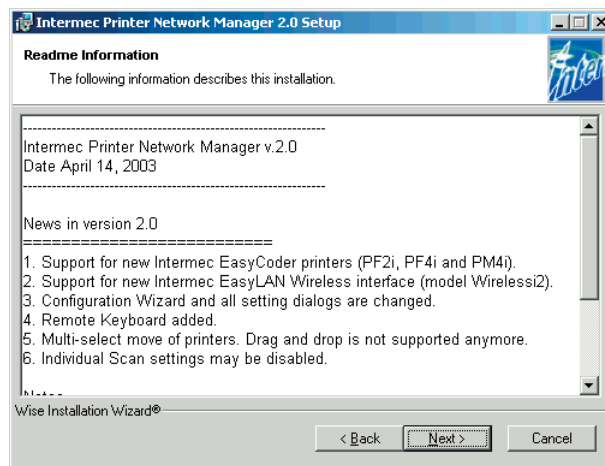 Intermec Printer Network Manager 2.0 Setup
Readme Information
The following information describes this installation.
Inter
----------------------------------------------------------------
Intermec Printer Network Manager v.2.0
Date April 14, 2003
----------------------------------------------------------------
News in version 2.0
==========================
1. Support for new Intermec EasyCoder printers (PF2i, PF4i and PM4i).
2. Support for new Intermec EasyLAN Wireless interface (model Wirelessi2).
3. Configuration Wizard and all setting dialogs are changed.
4. Remote Keyboard added.
5. Multi-select move of printers. Drag and drop is not supported anymore.
6. Individual Scan settings may be disabled.
Wise Installation Wizard®
< Back Next > Cancel